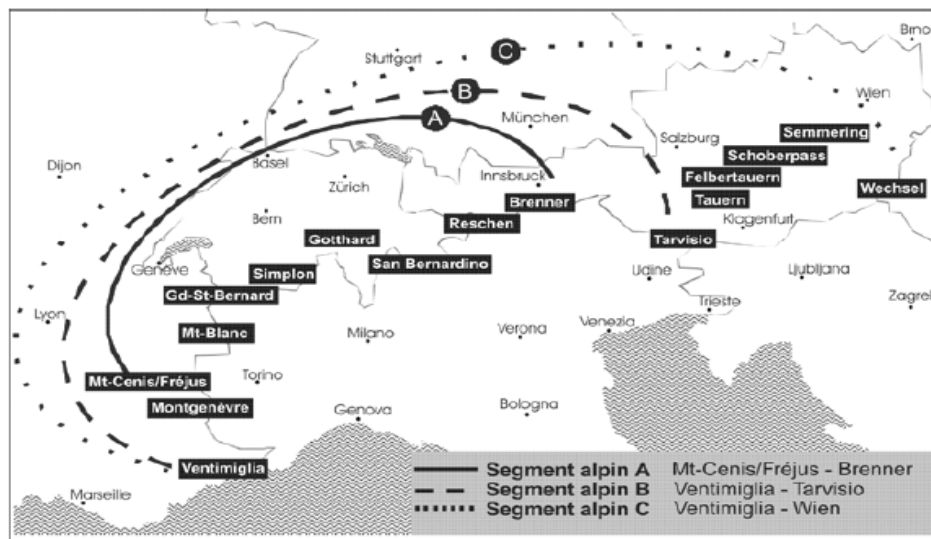 Brno
Stuttgart
C
B
Wien
A
München
Semmering
Salzburg
Schoberpass
Dijon
Basel
Felbertauern
Zürich
Innsbruck
Wechsel
Brenner
Tauern
Bern
Reschen
Klagenfurt
Gotthard
Tarvisio
Genève
Simplon
San Bernardino
Udine
Ljubljana
Gd-St-Bernard
Zagreb
Lyon
Trieste
Mt-Blanc
Milano
Verona
Venezia
Mt-Cenis/Fréjus
Torino
Montgenèvre
Genova
Bologna
Ventimiglia
Marseille
Segment alpin A Mt-Cenis/Fréjus - Brenner
Segment alpin B Ventimiglia - Tarvisio
Segment alpin C Ventimiglia - Wien